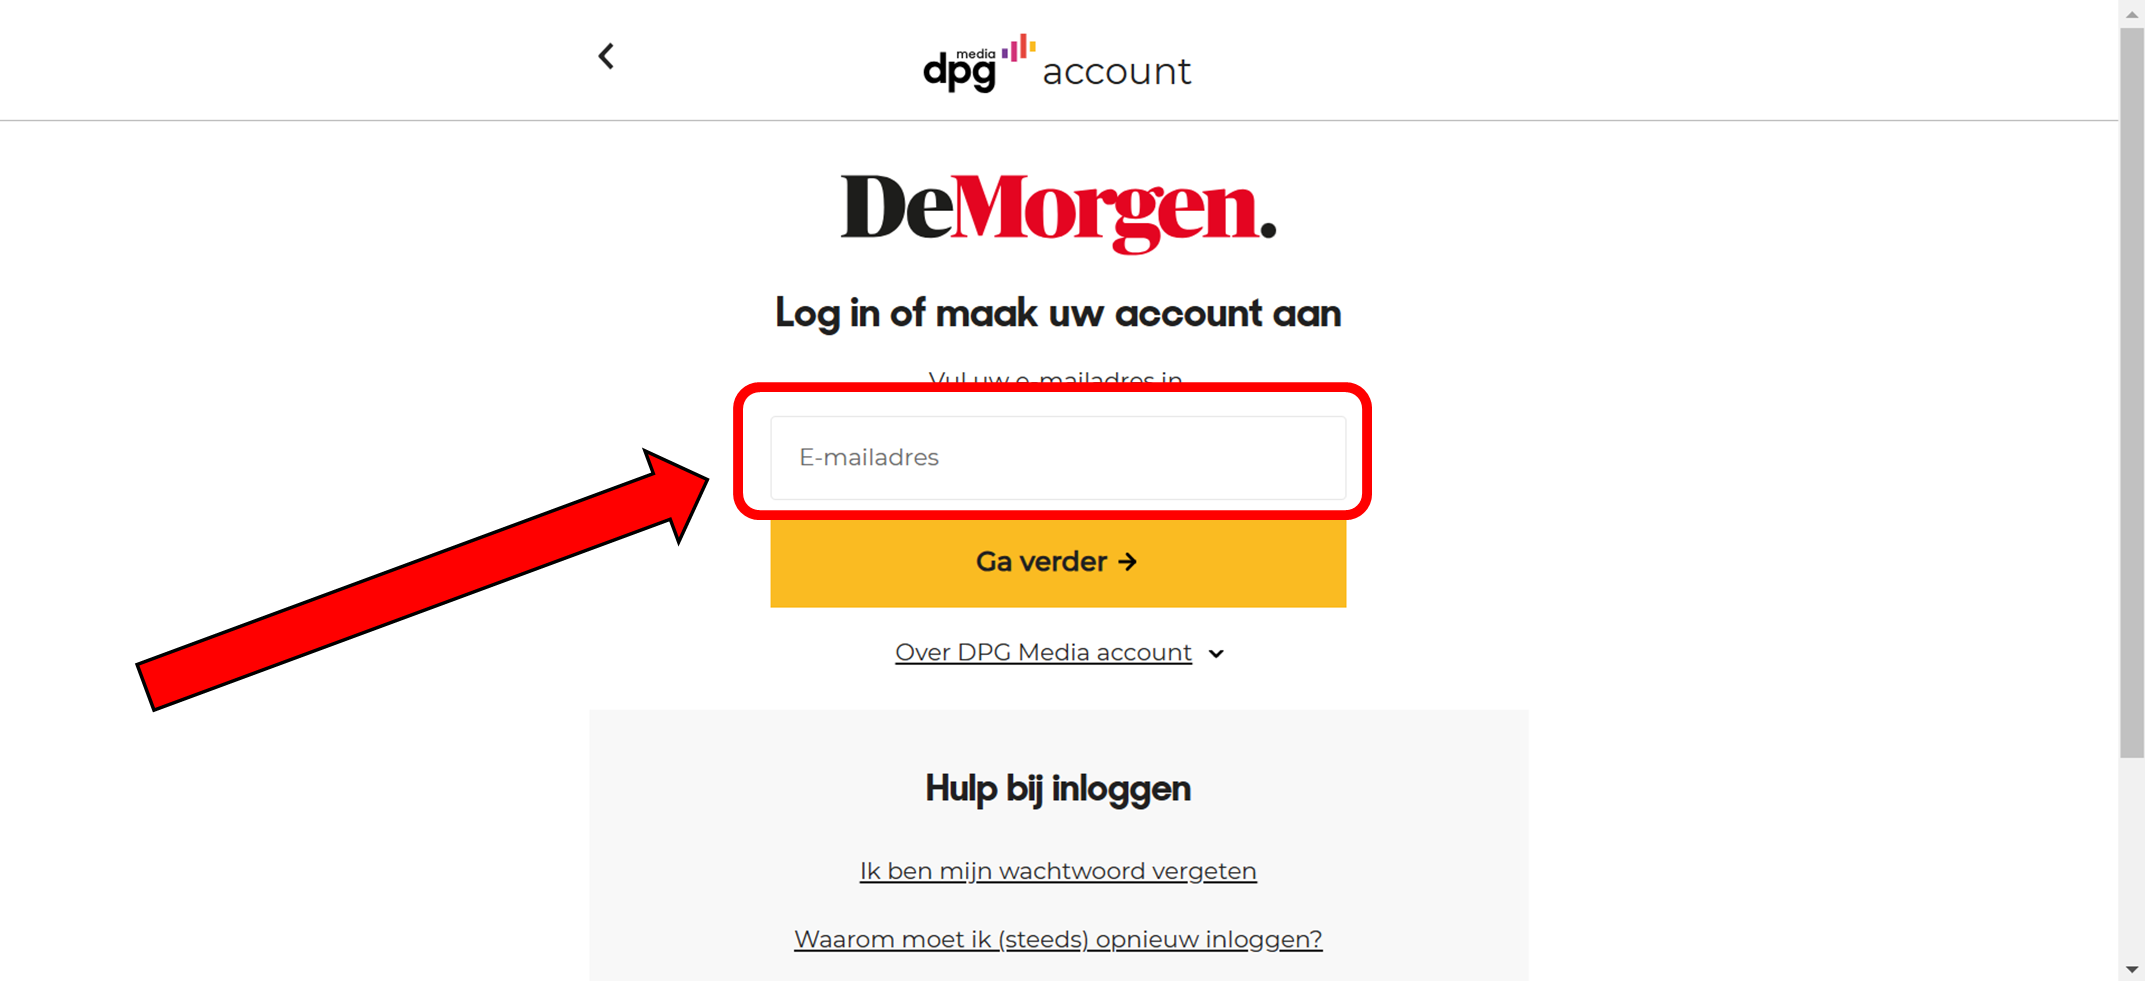 media
dpg account
DeMorgen.
Log in of maak uw account aan
Vul uw e-mailadres in
E-mailadres
Ga verder →
Over DPG Media account
Hulp bij inloggen
Ik ben mijn wachtwoord vergeten
Waarom moet ik (steeds) opnieuw inloggen?